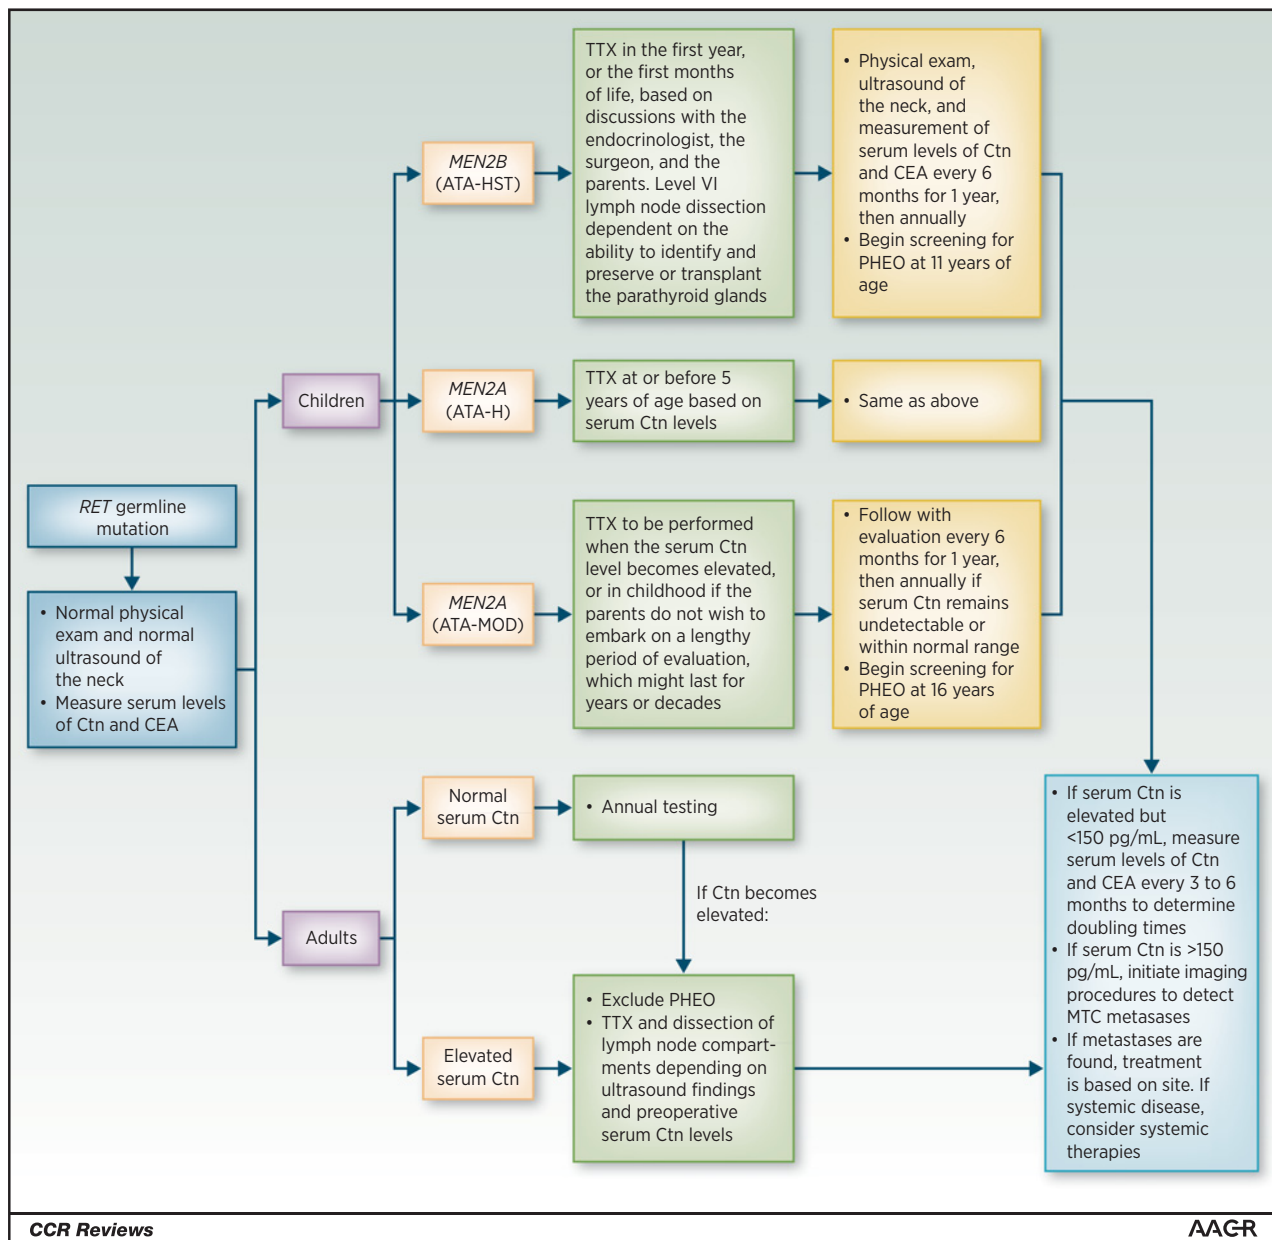 RET germline
mutation
• Normal physical
exam and normal
ultrasound of
the neck
• Measure serum levels
of Ctn and CEA
Children
MEN2B
(ATA-HST)
TTX in the first year,
or the first months
of life, based on
discussions with the
endocrinologist, the
surgeon, and the
parents. Level VI
lymph node dissection
dependent on the
ability to identify and
preserve or transplant
the parathyroid glands
• Physical exam,
ultrasound of
the neck, and
measurement of
serum levels of Ctn
and CEA every 6
months for 1 year,
then annually
• Begin screening for
PHEO at 11 years of
age
MEN2A
(ATA-H)
TTX at or before 5
years of age based on
serum Ctn levels
• Same as above
MEN2A
(ATA-MOD)
TTX to be performed
when the serum Ctn
level becomes elevated,
or in childhood if the
parents do not wish to
embark on a lengthy
period of evaluation,
which might last for
years or decades
• Follow with
evaluation every 6
months for 1 year,
then annually if
serum Ctn remains
undetectable or
within normal range
• Begin screening for
PHEO at 16 years
of age
Adults
Normal
serum Ctn
• Annual testing
If Ctn becomes
elevated:
Elevated
serum Ctn
• Exclude PHEO
• TTX and dissection of
lymph node compart-
ments depending on
ultrasound findings
and preoperative
serum Ctn levels
• If serum Ctn is
elevated but
<150 pg/mL, measure
serum levels of Ctn
and CEA every 3 to 6
months to determine
doubling times
• If serum Ctn is >150
pg/mL, initiate imaging
procedures to detect
MTC metasases
• If metastases are
found, treatment
is based on site. If
systemic disease,
consider systemic
therapies
CCR Reviews
AACR